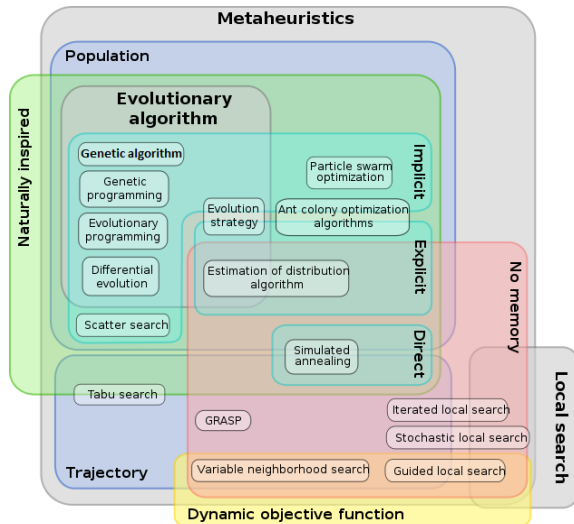 Metaheuristics
Population
Naturally inspired
Evolutionary
algorithm
Implicit
Genetic algorithm
Particle swarm
optimization
Genetic
programming
Evolution
strategy
Ant colony optimization
algorithms
Evolutionary
programming
Explicit
Differential
evolution
Estimation of distribution
algorithm
No memory
Scatter search
Direct
Simulated
annealing
Local search
Tabu search
GRASP
Iterated local search
Stochastic local search
Trajectory
Variable neighborhood search
Guided local search
Dynamic objective function